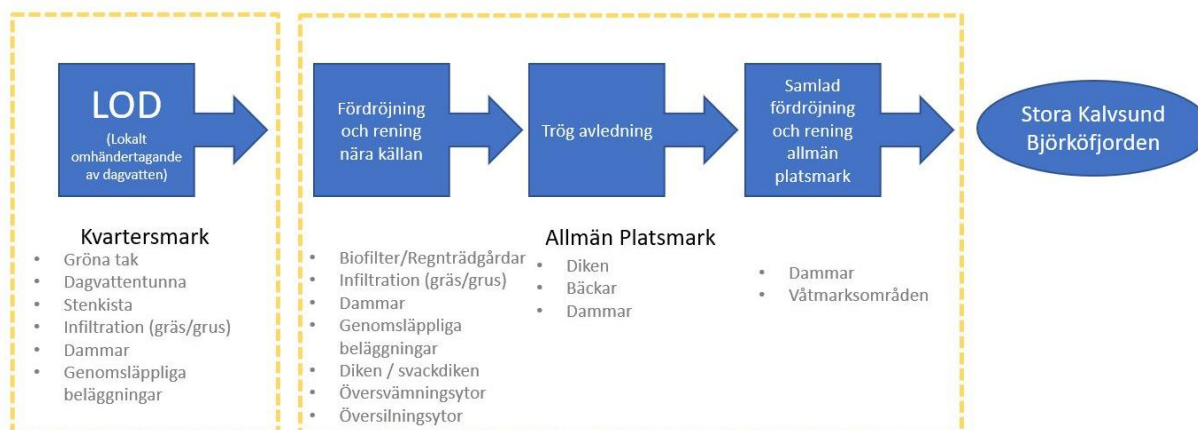 LOD
(Lokalt
omhändertagande
av dagvatten)
Kvartersmark
• Gröna tak
• Dagvattentunna
• Stenkista
• Infiltration (gräs/grus)
• Dammar
• Genomsläppliga
beläggningar
Fördröjning
och rening
nära källan
Trög avledning
Samlad
fördröjning
och rening
allmän
platsmark
Allmän Platsmark
• Biofilter/Regnträdgårdar
• Infiltration (gräs/grus)
• Dammar
• Genomsläppliga
beläggningar
• Diken / svackdiken
• Översvämningsytor
• Översilningsytor
• Diken
• Bäckar
• Dammar
• Dammar
• Våtmarksområden
Stora Kalvsund
Björköfjorden